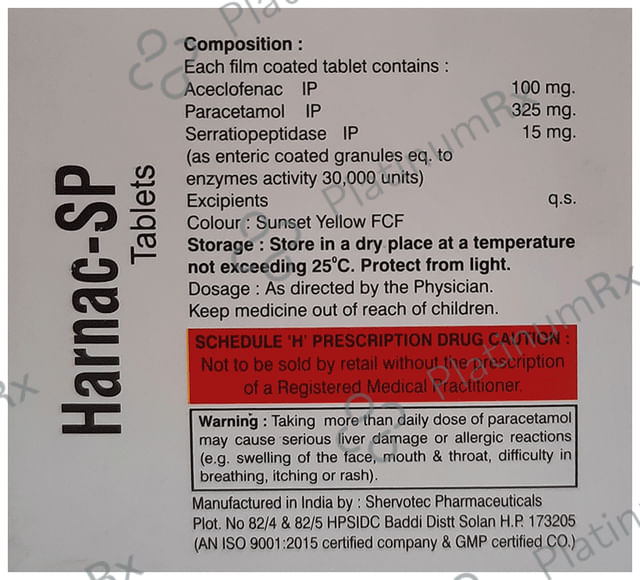 Harnac-SP
Tablets
Composition :
Each film coated tablet contains :
Aceclofenac IP 100 mg.
Paracetamol IP 325 mg.
Serratiopeptidase IP 15 mg.
(as enteric coated granules eq. to
enzymes activity 30,000 units)
Excipients q.s.
Colour : Sunset Yellow FCF
Storage : Store in a dry place at a temperature
not exceeding 25°C. Protect from light.
Dosage : As directed by the Physician.
Keep medicine out of reach of children.
SCHEDULE 'H' PRESCRIPTION DRUG CAUTION :
Not to be sold by retail without the prescription
of a Registered Medical Practitioner.
Warning : Taking more than daily dose of paracetamol
may cause serious liver damage or allergic reactions
(e.g. swelling of the face, mouth & throat, difficulty in
breathing, itching or rash).
Manufactured in India by : Shervotec Pharmaceuticals
Plot. No 82/4 & 82/5 HPSIDC Baddi Distt Solan H.P. 173205
(AN ISO 9001:2015 certified company & GMP certified CO.)
PlatinumRx
PlatinumRx
PlatinumRx
Rx
Rx
Platin